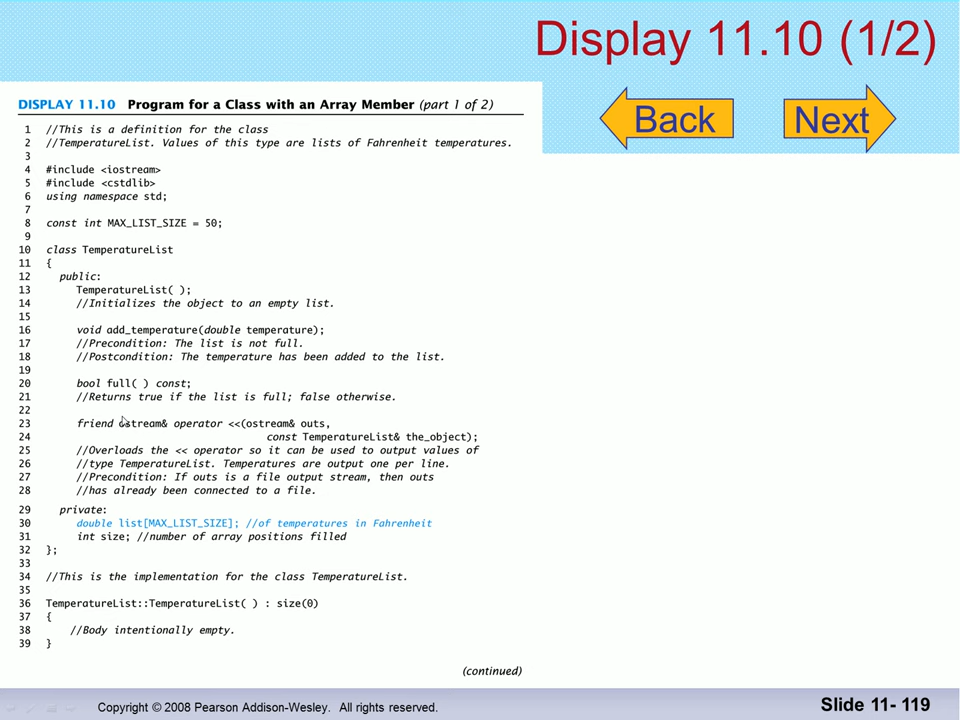 Display 11.10 (1/2)
Back
Next
DISPLAY 11.10 Program for a Class with an Array Member (part 1 of 2)
1 //This is a definition for the class
2 //TemperatureList. Values of this type are lists of Fahrenheit temperatures.
3
4 #include <iostream>
5 #include <cstdlib>
6 using namespace std;
7
8 const int MAX_LIST_SIZE = 50;
9
10 class TemperatureList
11 {
12 public:
13 TemperatureList( );
14 //Initializes the object to an empty list.
15
16 void add_temperature(double temperature);
17 //Precondition: The list is not full.
18 //Postcondition: The temperature has been added to the list.
19
20 bool full( ) const;
21 //Returns true if the list is full; false otherwise.
22
23 friend ostream& operator <<(ostream& outs,
24 const TemperatureList& the_object);
25 //Overloads the << operator so it can be used to output values of
26 //type TemperatureList. Temperatures are output one per line.
27 //Precondition: If outs is a file output stream, then outs
28 //has already been connected to a file.
29 private:
30 double list[MAX_LIST_SIZE]; //of temperatures in Fahrenheit
31 int size; //number of array positions filled
32 };
33
34 //This is the implementation for the class TemperatureList.
35
36 TemperatureList::TemperatureList( ) : size(0)
37 {
38 //Body intentionally empty.
39 }
(continued)
Copyright © 2008 Pearson Addison-Wesley. All rights reserved.
Slide 11- 119